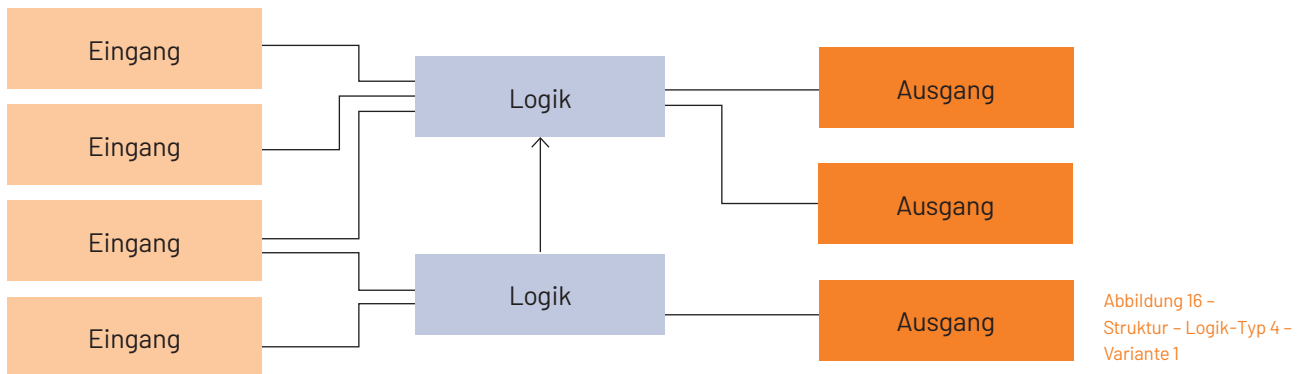 Eingang
Eingang
Eingang
Eingang
Logik
Logik
Ausgang
Ausgang
Ausgang
Abbildung 16 –
Struktur – Logik-Typ 4 –
Variante 1